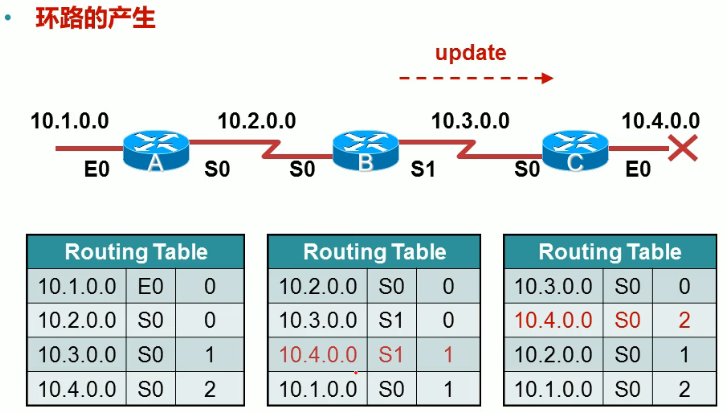 • 环路的产生
update
10.1.0.0 10.2.0.0 10.3.0.0 10.4.0.0
E0 A S0 S0 B S1 S0 C E0
Routing Table
10.1.0.0 E0 0
10.2.0.0 S0 0
10.3.0.0 S0 1
10.4.0.0 S0 2
Routing Table
10.2.0.0 S0 0
10.3.0.0 S1 0
10.4.0.0 S1 1
10.1.0.0 S0 1
Routing Table
10.3.0.0 S0 0
10.4.0.0 S0 2
10.2.0.0 S0 1
10.1.0.0 S0 2